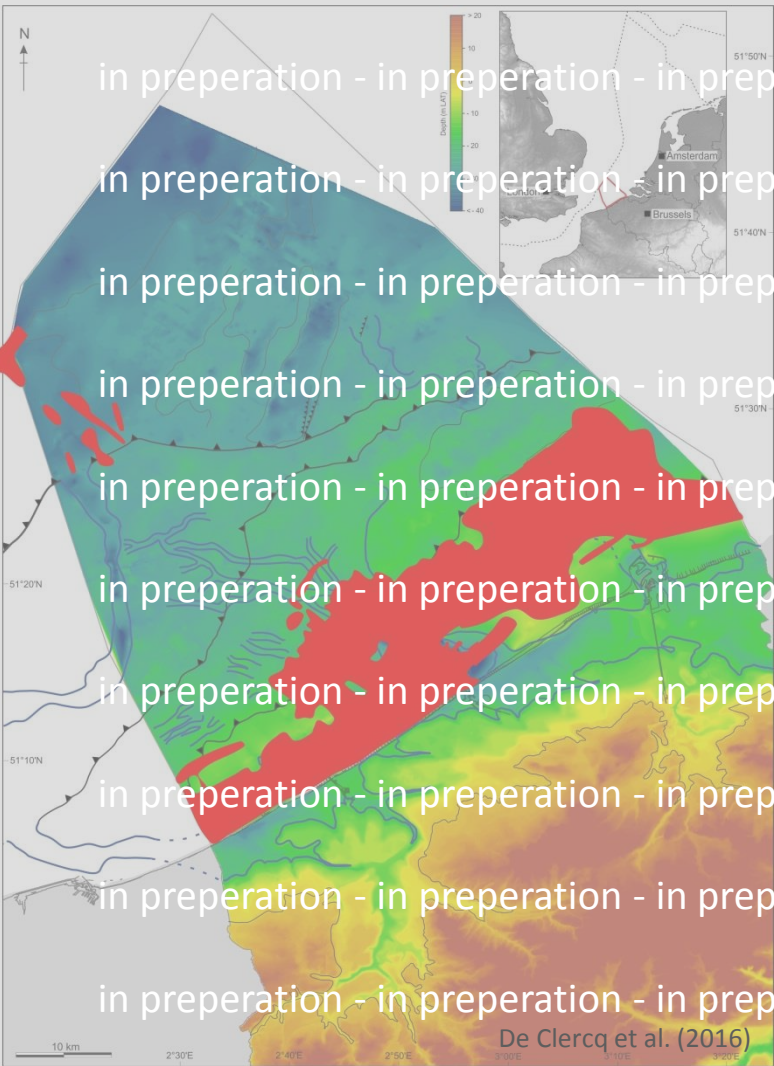 N
> 20
10
- 10
- 20
< - 40
Depth (m LAT)
Amsterdam
Brussels
51°50'N
in preperation - in preperation - in prep
in preperation - in preperation - in prep
51°40'N
in preperation - in preperation - in prep
in preperation - in preperation - in prep
51°30'N
in preperation - in preperation - in prep
51°20'N
in preperation - in preperation - in prep
in preperation - in preperation - in prep
51°10'N
in preperation - in preperation - in prep
in preperation - in preperation - in prep
in preperation - in preperation - in prep
De Clercq et al. (2016)
10 km
2°30'E
2°40'E
2°50'E
3°00'E
3°10'E
3°20'E